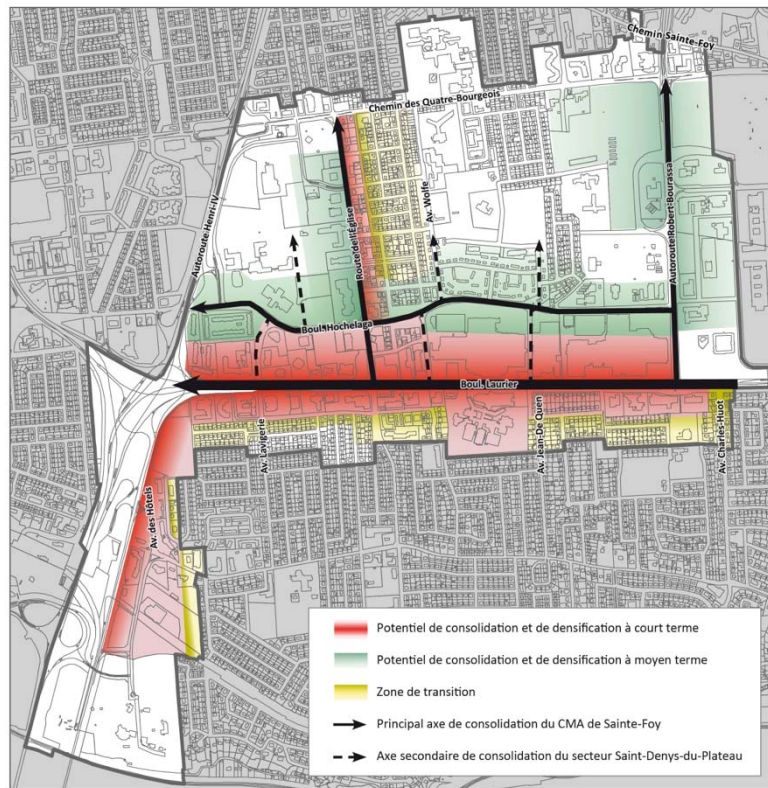 Chemin Sainte-Foy
Chemin des Quatre-Bourgeois
Autoroute Henri-IV
Route de l'Église
Av. Wolfe
Autoroute Robert-Bourassa
Boul. Hochelaga
Boul. Laurier
Av. Lavigerie
Av. Jean-De Quen
Av. Charles-Huot
Av. des Hôtels
Potentiel de consolidation et de densification à court terme
Potentiel de consolidation et de densification à moyen terme
Zone de transition
Principal axe de consolidation du CMA de Sainte-Foy
Axe secondaire de consolidation du secteur Saint-Denys-du-Plateau